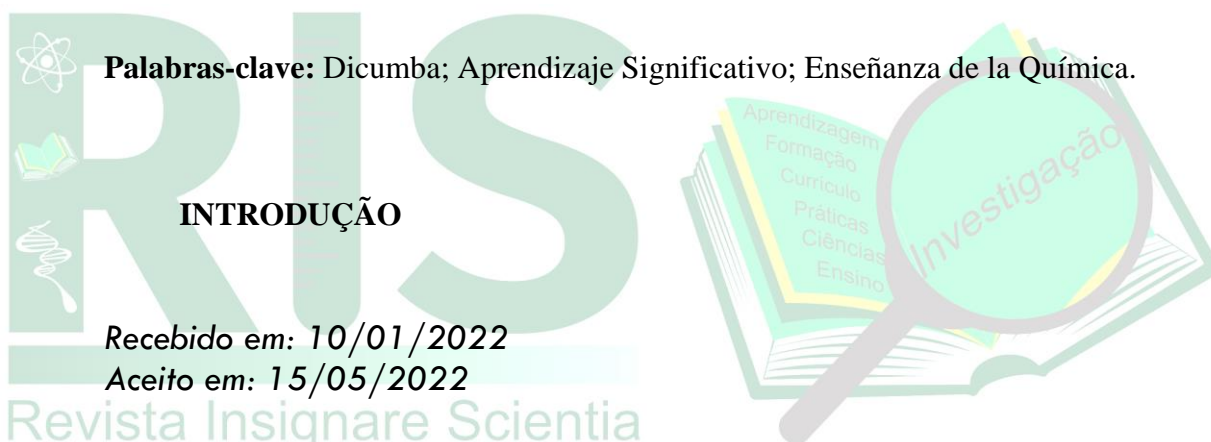 Palabras-clave: Dicumba; Aprendizaje Significativo; Enseñanza de la Química.
RIS
Aprendizagem
Formação
Currículo
Práticas
Ciências
Ensino
Investigação
INTRODUÇÃO
Recebido em: 10/01/2022
Aceito em: 15/05/2022
Revista Insignare Scientia